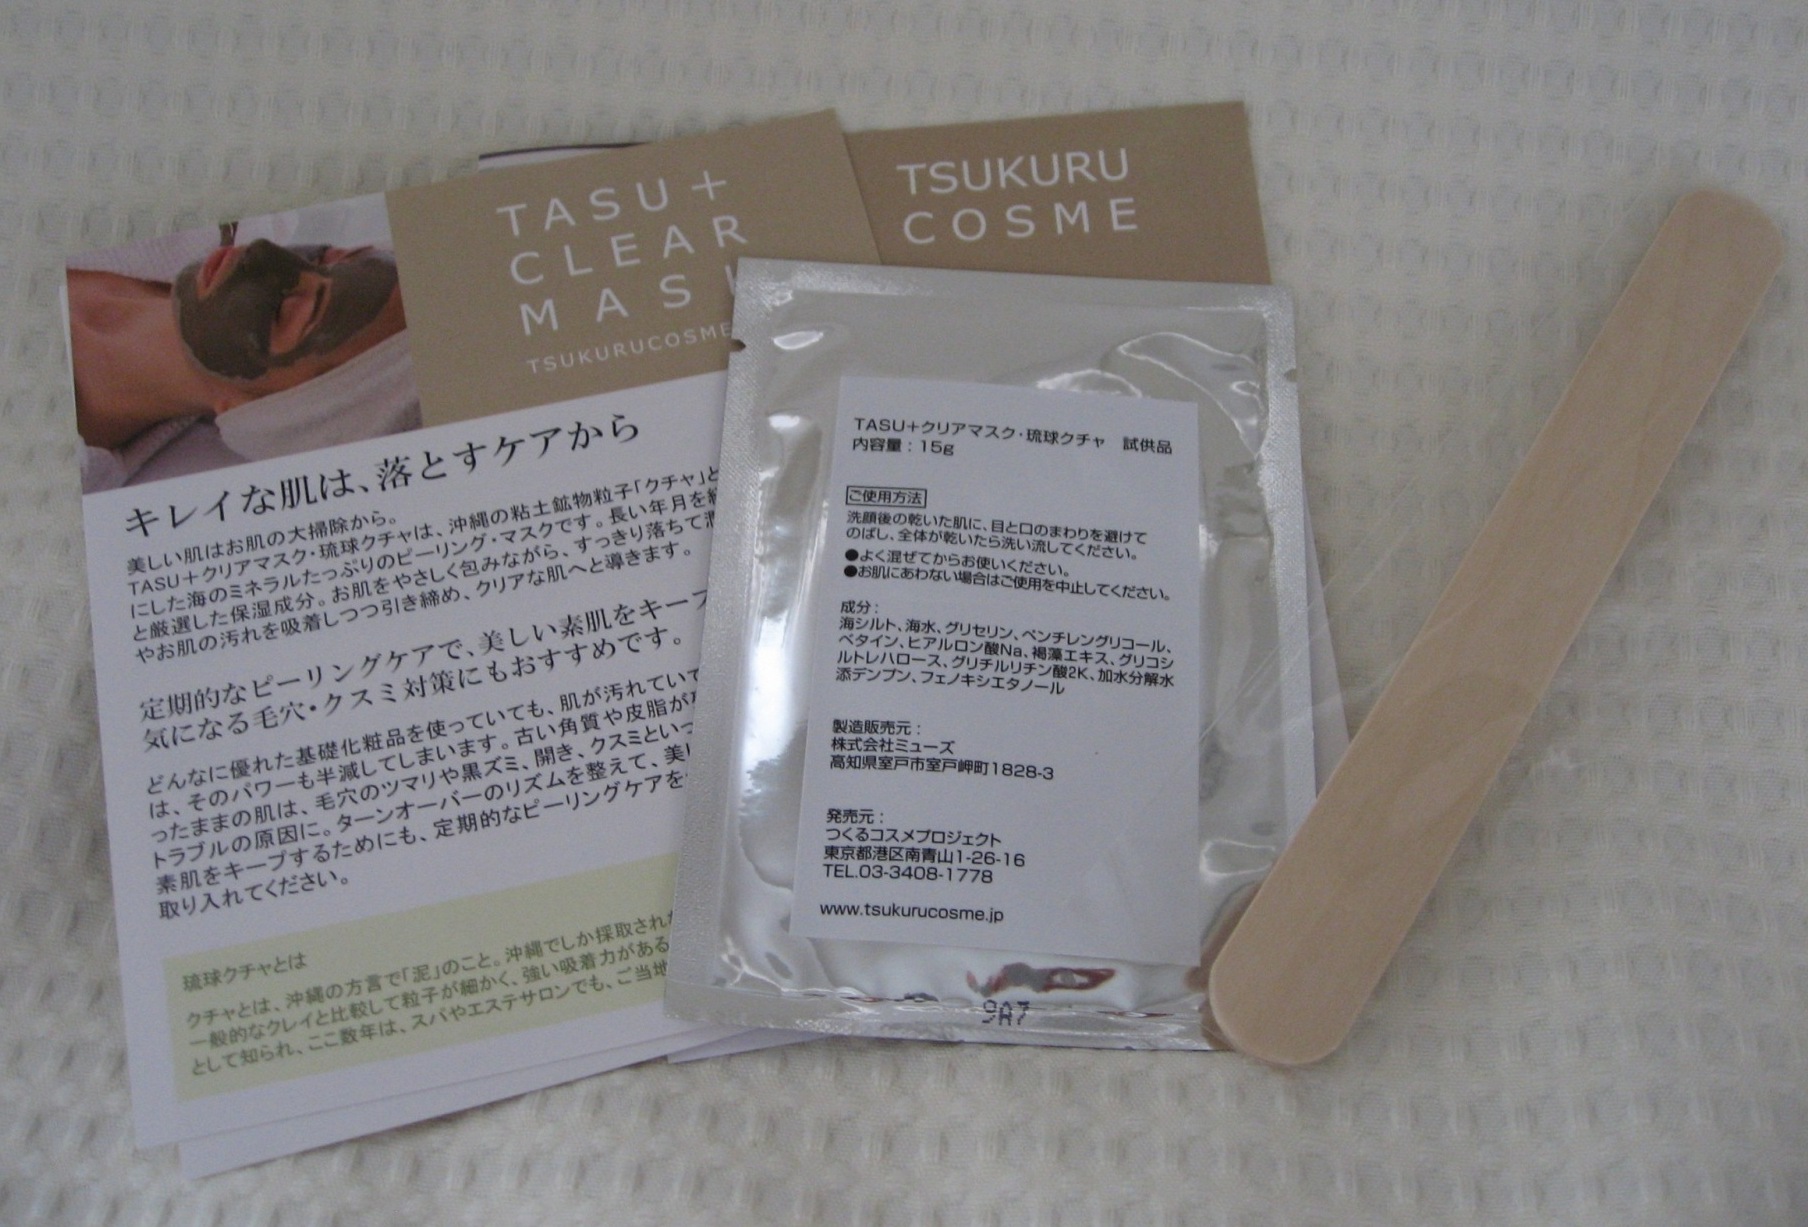 TASU+
CLEAR
MAS
TSUKURUCOSME
キレイな肌は、落とすケアから
美しい肌はお肌の大掃除から。
TASU＋クリアマスク・琉球クチャは、沖縄の粘土鉱物粒子「クチャ」と
にした海のミネラルたっぷりのピーリング・マスクです。長い年月を
と厳選した保湿成分。お肌をやさしく包みながら、すっきり落ちて
やお肌の汚れを吸着しつつ引き締め、クリアな肌へと導きます。
定期的なピーリングケアで、美しい素肌をキープ
気になる毛穴・クスミ対策にもおすすめです。
どんなに優れた基礎化粧品を使っていても、肌が汚れていて
は、そのパワーも半減してしまいます。古い角質や皮脂が
ったままの肌は、毛穴のツマリや黒ズミ、開き、クスミといっ
トラブルの原因に。ターンオーバーのリズムを整えて、美し
素肌をキープするためにも、定期的なピーリングケアを
取り入れてください。
琉球クチャとは
クチャとは、沖縄の方言で「泥」のこと。沖縄でしか採取され
一般的なクレイと比較して粒子が細かく、強い吸着力がある
として知られ、ここ数年は、スパやエステサロンでも、ご当地
TSUKURU
COSME
TASU＋クリアマスク・琉球クチャ　試供品
内容量：15g
ご使用方法
洗顔後の乾いた肌に、目と口のまわりを避けて
のばし、全体が乾いたら洗い流してください。
●よく混ぜてからお使いください。
●お肌にあわない場合はご使用を中止してください。
成分：
海シルト、海水、グリセリン、ペンチレングリコール、
ベタイン、ヒアルロン酸Na、褐藻エキス、グリコシ
ルトレハロース、グリチルリチン酸2K、加水分解水
添デンプン、フェノキシエタノール
製造販売元：
株式会社ミューズ
高知県室戸市室戸岬町1828-3
発売元：
つくるコスメプロジェクト
東京都港区南青山1-26-16
TEL.03-3408-1778
www.tsukurucosme.jp
9A7